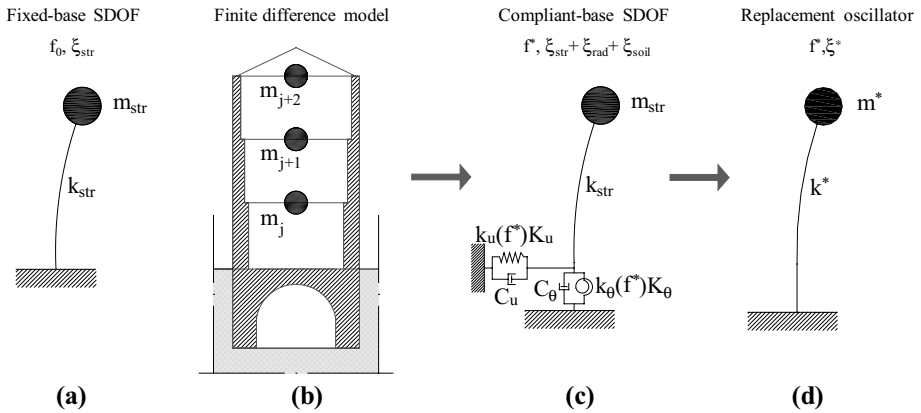 Fixed-base SDOF
f₀, ξstr
mstr
kstr
(a)
Finite difference model
mj+2
mj+1
mj
(b)
Compliant-base SDOF
f*, ξstr+ ξrad+ ξsoil
mstr
kstr
ku(f*)Ku
Cu
Cθ
kθ(f*)Kθ
(c)
Replacement oscillator
f*,ξ*
m*
k*
(d)